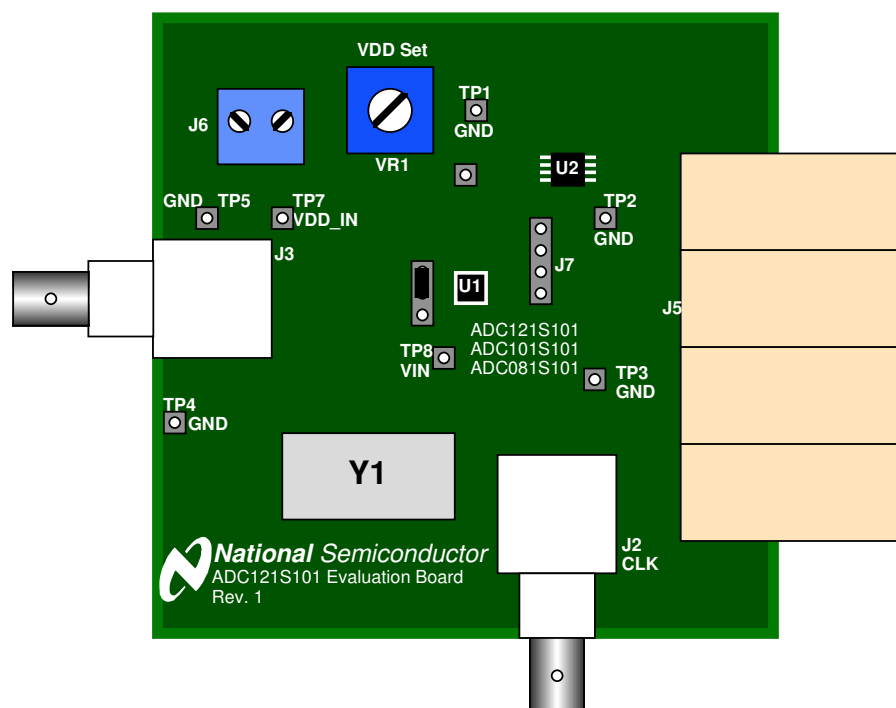 VDD Set
J6
TP1
GND
VR1
U2
GND TP5
TP7
VDD_IN
TP2
GND
J3
J7
U1
J5
ADC121S101
ADC101S101
ADC081S101
TP8
VIN
TP3
GND
TP4
GND
Y1
J2
CLK
National Semiconductor
ADC121S101 Evaluation Board
Rev. 1